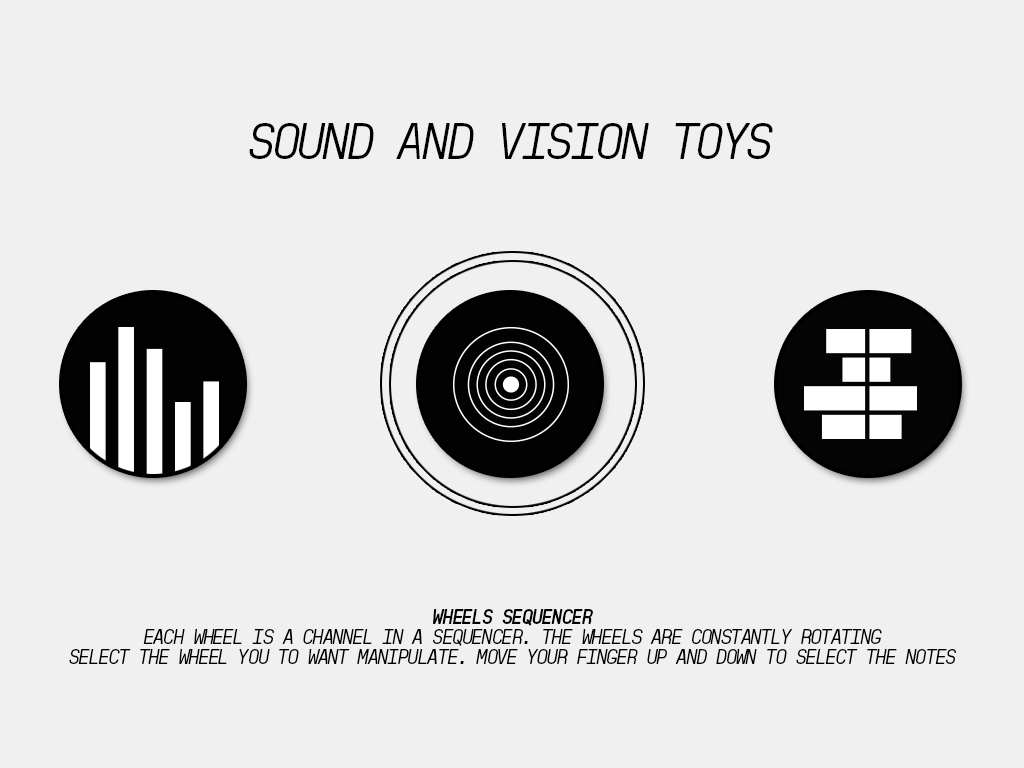 SOUND AND VISION TOYS
WHEELS SEQUENCER
EACH WHEEL IS A CHANNEL IN A SEQUENCER. THE WHEELS ARE CONSTANTLY ROTATING
SELECT THE WHEEL YOU TO WANT MANIPULATE. MOVE YOUR FINGER UP AND DOWN TO SELECT THE NOTES